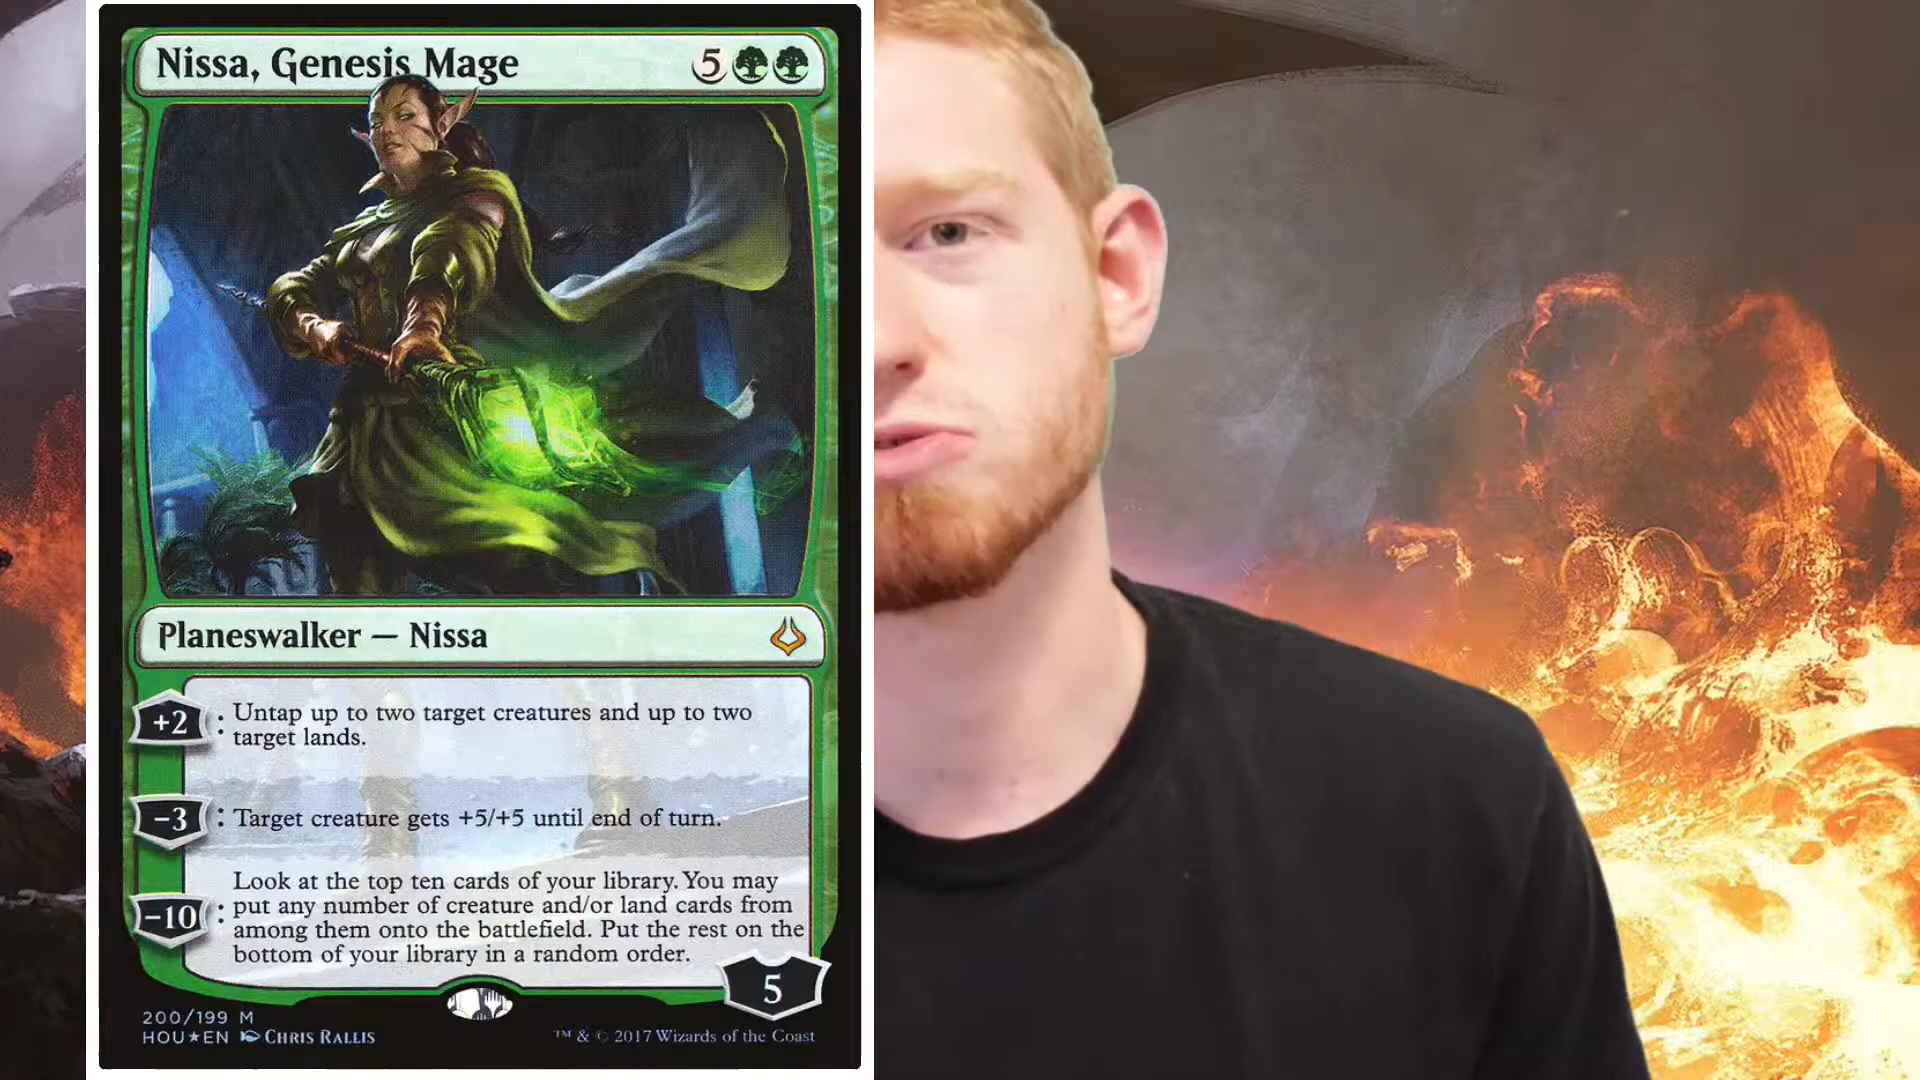 Nissa, Genesis Mage 5
Planeswalker — Nissa
+2 : Untap up to two target creatures and up to two
target lands.
−3 : Target creature gets +5/+5 until end of turn.
Look at the top ten cards of your library. You may
−10 : put any number of creature and/or land cards from
among them onto the battlefield. Put the rest on the
bottom of your library in a random order.
5
200/199 M
HOU★EN CHRIS RALLIS
™ & © 2017 Wizards of the Coast